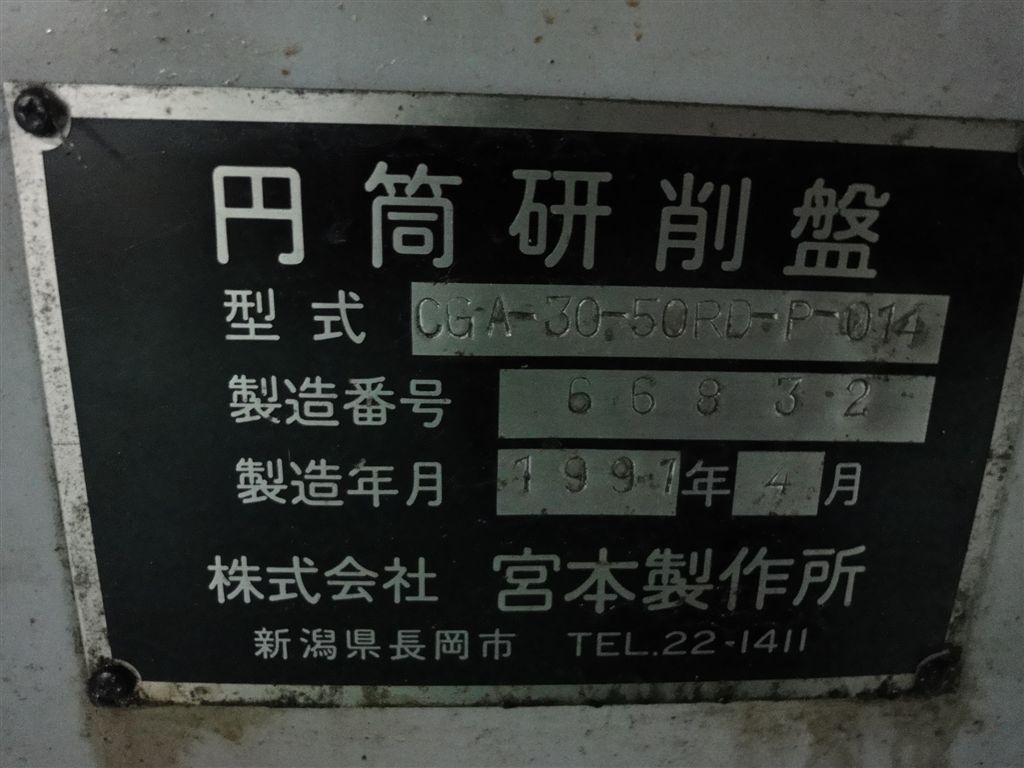 円筒研削盤
型式 CGA-30-50RD-P-014
製造番号 66832
製造年月 1991年4月
株式会社 宮本製作所
新潟県長岡市 TEL.22-1411